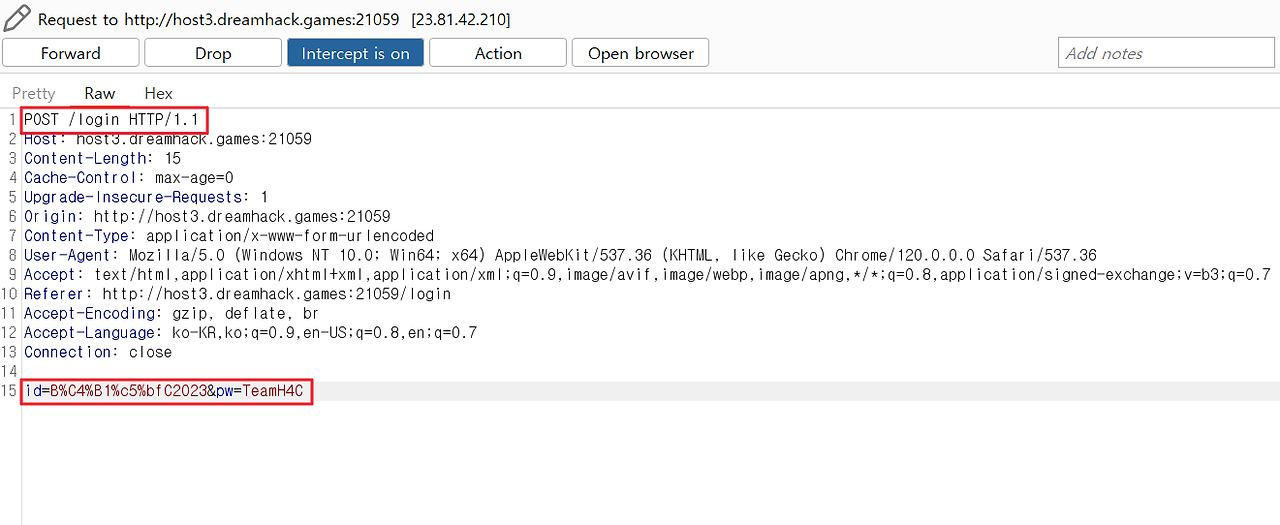 Request to http://host3.dreamhack.games:21059 [23.81.42.210]
Forward Drop Intercept is on Action Open browser Add notes
Pretty Raw Hex
1 POST /login HTTP/1.1
2 Host: host3.dreamhack.games:21059
3 Content-Length: 15
4 Cache-Control: max-age=0
5 Upgrade-Insecure-Requests: 1
6 Origin: http://host3.dreamhack.games:21059
7 Content-Type: application/x-www-form-urlencoded
8 User-Agent: Mozilla/5.0 (Windows NT 10.0; Win64; x64) AppleWebKit/537.36 (KHTML, like Gecko) Chrome/120.0.0.0 Safari/537.36
9 Accept: text/html,application/xhtml+xml,application/xml;q=0.9,image/avif,image/webp,image/apng,*/*;q=0.8,application/signed-exchange;v=b3;q=0.7
10 Referer: http://host3.dreamhack.games:21059/login
11 Accept-Encoding: gzip, deflate, br
12 Accept-Language: ko-KR,ko;q=0.9,en-US;q=0.8,en;q=0.7
13 Connection: close
14
15 id=B%C4%B1%c5%bfC2023&pw=TeamH4C